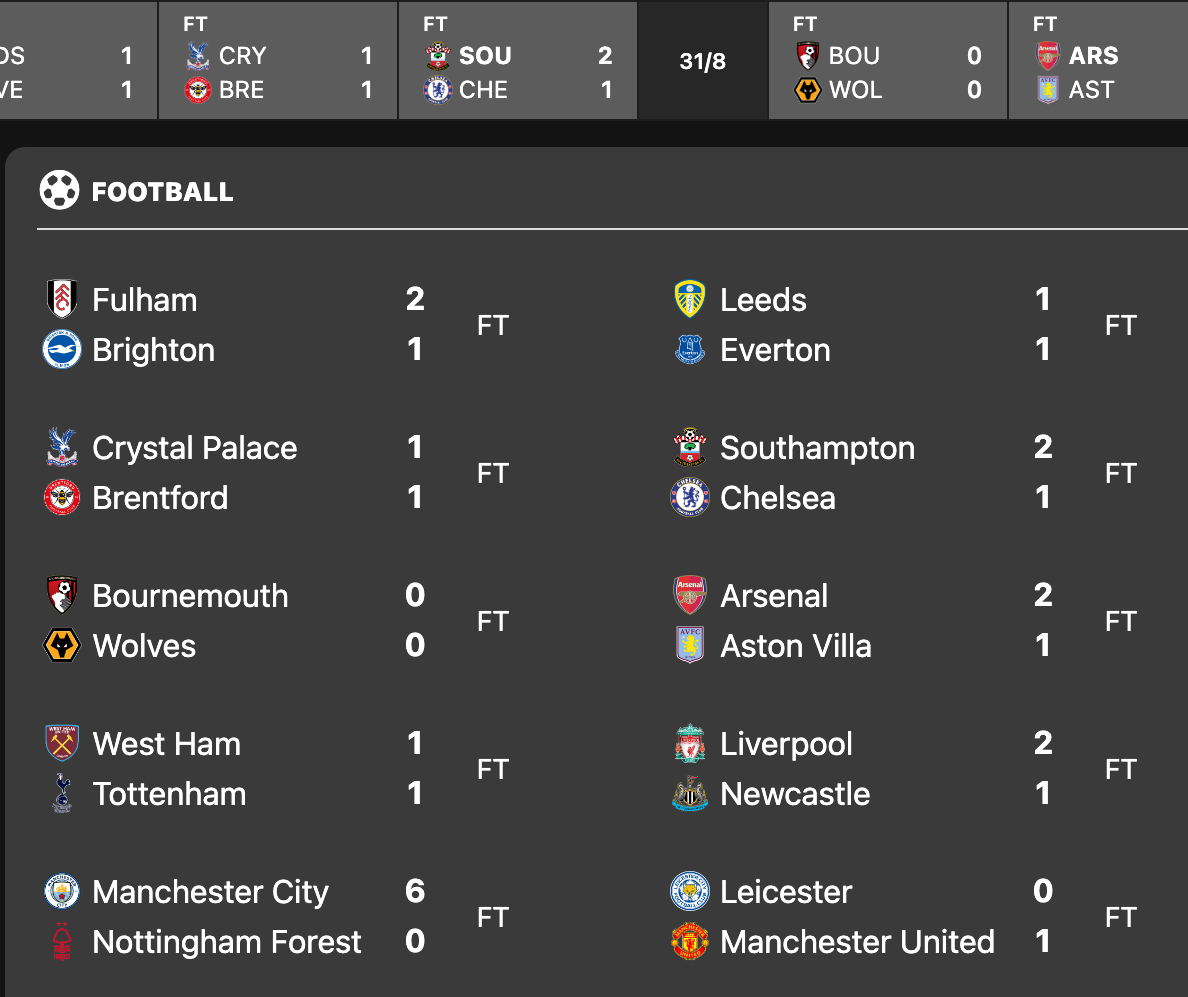 FT FT FT FT
DS 1 CRY 1 SOU 2 31/8 BOU 0 ARS
VE 1 BRE 1 CHE 1 WOL 0 AST
FOOTBALL
Fulham 2
Brighton 1
FT
Leeds 1
Everton 1
FT
Crystal Palace 1
Brentford 1
FT
Southampton 2
Chelsea 1
FT
Bournemouth 0
Wolves 0
FT
Arsenal 2
Aston Villa 1
FT
West Ham 1
Tottenham 1
FT
Liverpool 2
Newcastle 1
FT
Manchester City 6
Nottingham Forest 0
FT
Leicester 0
Manchester United 1
FT